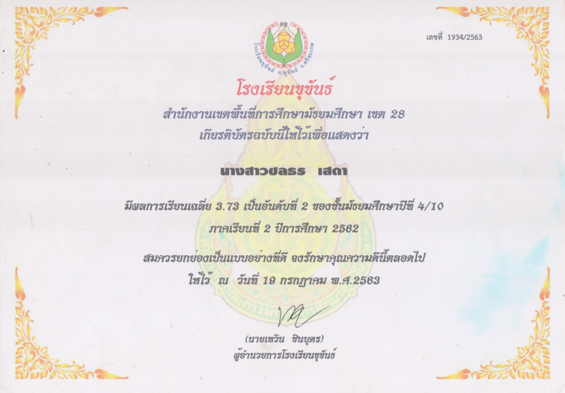 เลขที่ 1934/2563
โรงเรียนขุขันธ์
สำนักงานเขตพื้นที่การศึกษามัธยมศึกษา เขต 28
เกียรติบัตรฉบับนี้ให้ไว้เพื่อแสดงว่า
นางสาวชลธร เสดา
มีผลการเรียนเฉลี่ย 3.73 เป็นอันดับที่ 2 ของชั้นมัธยมศึกษาปีที่ 4/10
ภาคเรียนที่ 2 ปีการศึกษา 2562
สมควรยกย่องเป็นแบบอย่างที่ดี จงรักษาคุณความดีนี้ตลอดไป
ให้ไว้ ณ วันที่ 19 กรกฎาคม พ.ศ.2563
(นายเทวิน ชินบุตร)
ผู้อำนวยการโรงเรียนขุขันธ์